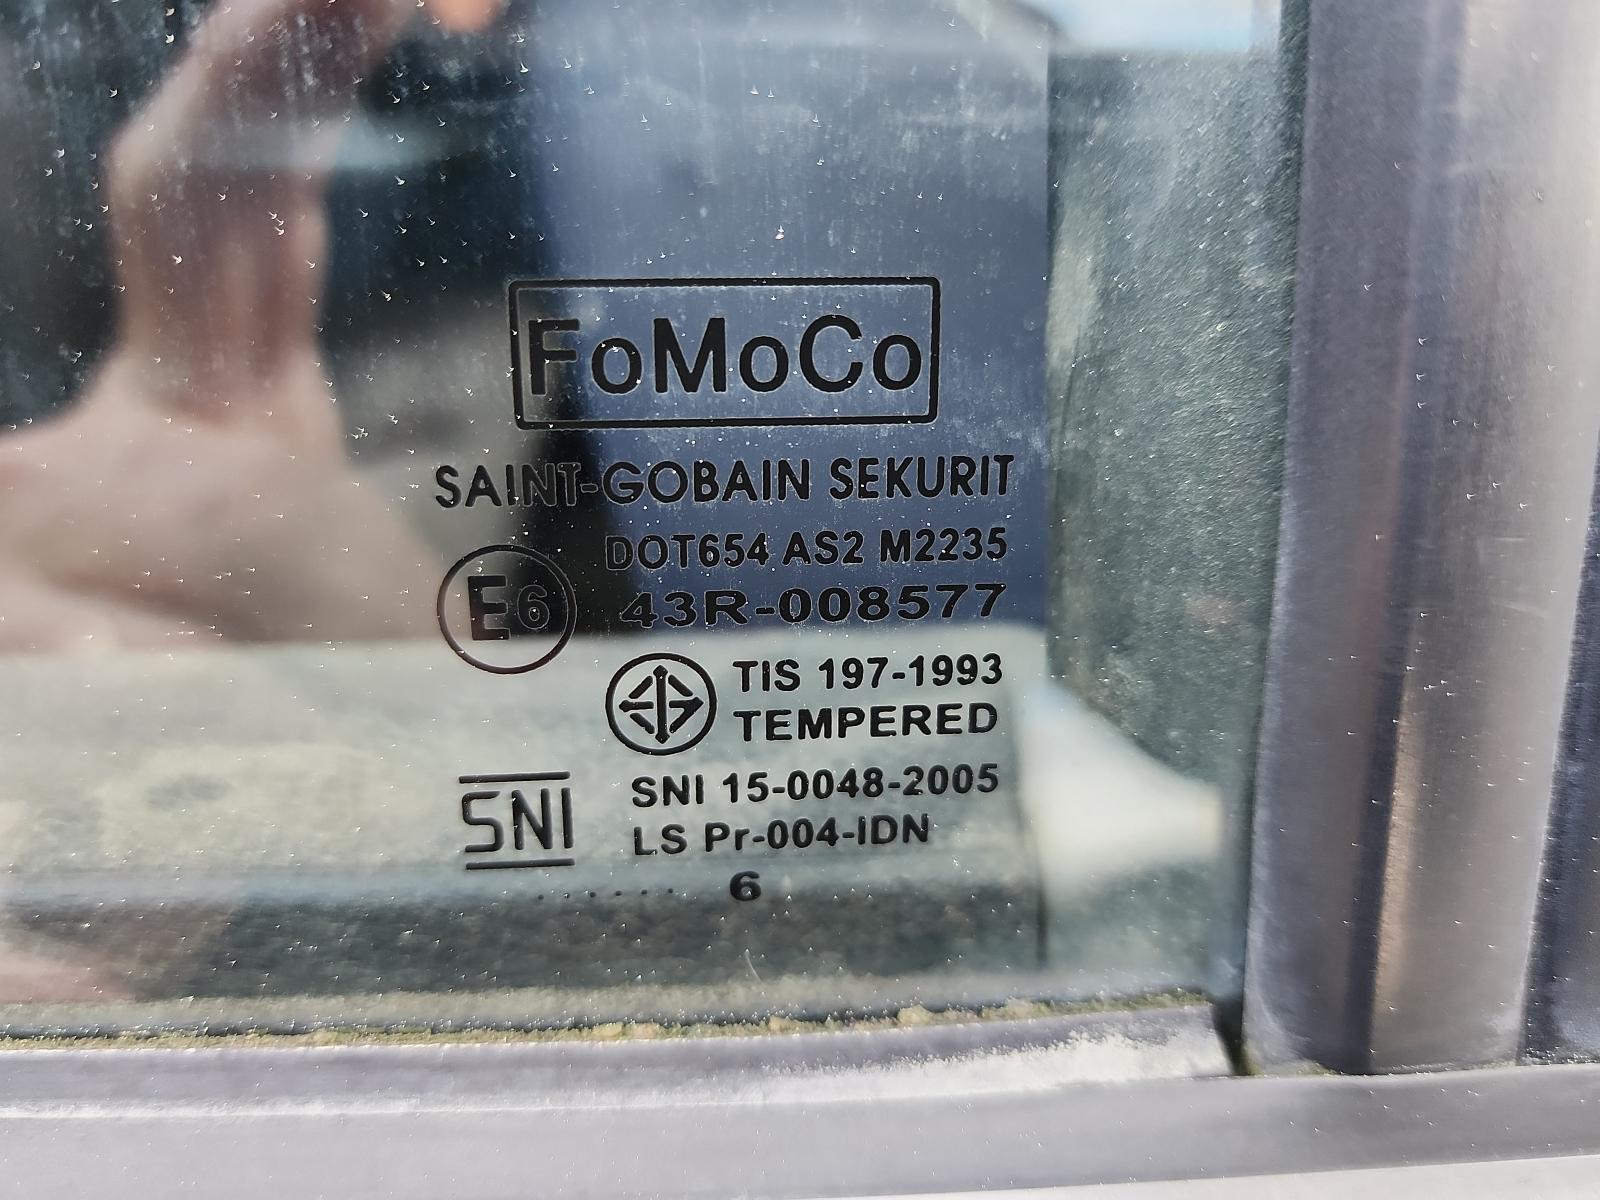 FoMoCo
SAINT-GOBAIN SEKURIT
DOT654 AS2 M2235
E6 43R-008577
TIS 197-1993
TEMPERED
SNI SNI 15-0048-2005
LS Pr-004-IDN
. . . . . . . 6